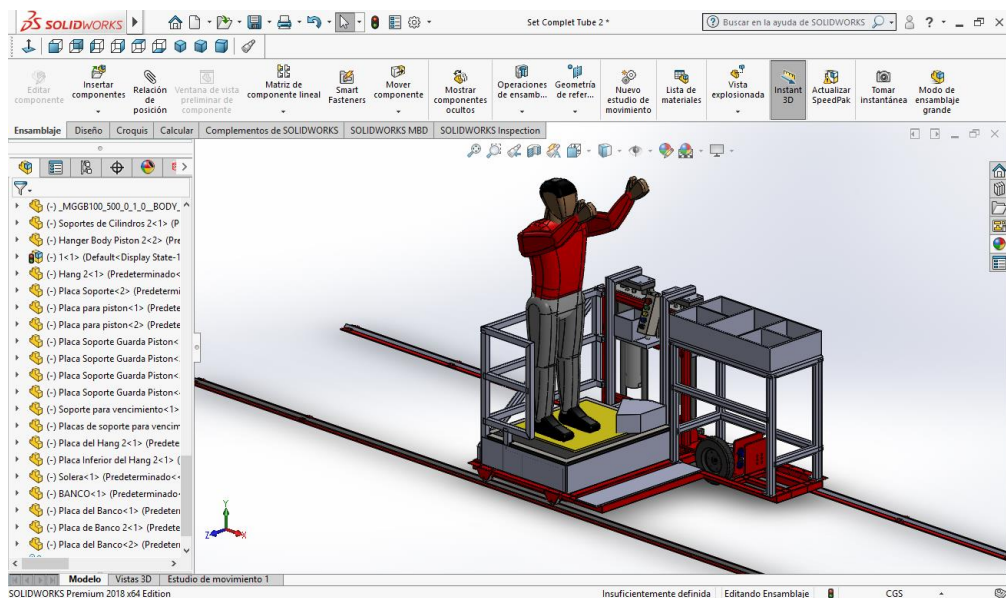 SOLIDWORKS
Set Complet Tube 2 *
Buscar en la ayuda de SOLIDWORKS
Editar componente
Insertar componentes
Relación de posición
Ventana de vista preliminar de componente
Matriz de componente lineal
Smart Fasteners
Mover componente
Mostrar componentes ocultos
Operaciones de ensamb...
Geometría de refer...
Nuevo estudio de movimiento
Lista de materiales
Vista explosionada
Instant 3D
Actualizar SpeedPak
Tomar instantánea
Modo de ensamblaje grande
Ensamblaje Diseño Croquis Calcular Complementos de SOLIDWORKS SOLIDWORKS MBD SOLIDWORKS Inspection
(-) _MGGB100_500_0_1_0__BODY_
(-) Soportes de Cilindros 2<1> (P
(-) Hanger Body Piston 2<2> (Pre
(-) 1<1> (Default<Display State-1
(-) Hang 2<1> (Predeterminado<
(-) Placa Soporte<2> (Predetermi
(-) Placa para piston<1> (Predete
(-) Placa para piston<2> (Predete
(-) Placa Soporte Guarda Piston<
(-) Placa Soporte Guarda Piston<
(-) Placa Soporte Guarda Piston<
(-) Placa Soporte Guarda Piston<
(-) Soporte para vencimiento<1>
(-) Placas de soporte para vencim
(-) Placa del Hang 2<1> (Predete
(-) Placa Inferior del Hang 2<1> (
(-) Solera<1> (Predeterminado<
(-) BANCO<1> (Predeterminado
(-) Placa del Banco<1> (Predeter
(-) Placa de Banco 2<1> (Predete
(-) Placa del Banco<2> (Predeter
Y
Z X
Modelo Vistas 3D Estudio de movimiento 1
SOLIDWORKS Premium 2018 x64 Edition
Insuficientemente definida Editando Ensamblaje CGS